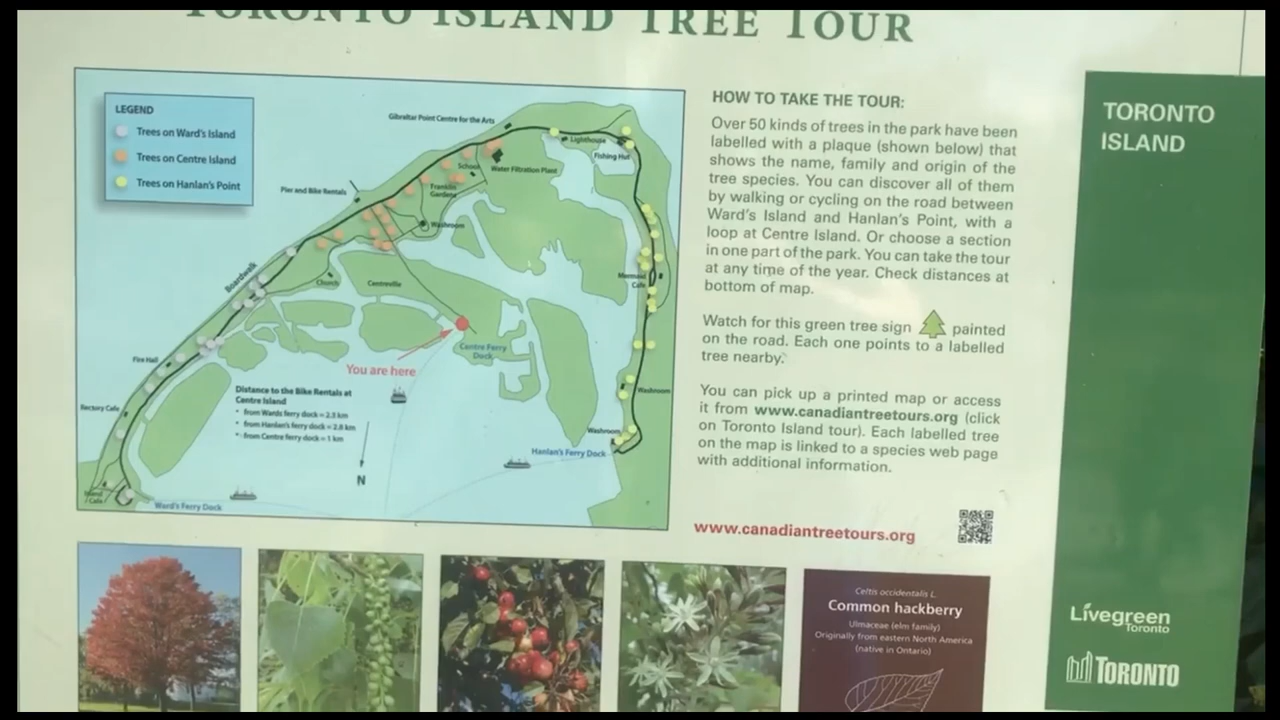 TORONTO ISLAND TREE TOUR
LEGEND
Trees on Ward's Island
Trees on Centre Island
Trees on Hanlan's Point
Gibraltar Point Centre for the Arts
Lighthouse
Fishing Hut
School
Water Filtration Plant
Pier and Bike Rentals
Franklin
Gardens
Washroom
Boardwalk
Church
Centreville
Mermaid
Cafe
Fire Hall
Centre Ferry
Dock
You are here
Distance to the Bike Rentals at
Centre Island
* from Wards ferry dock = 2.5 km
* from Hanlan's ferry dock = 2.8 km
* from Centre ferry dock = 1 km
Rectory Cafe
Washroom
Washroom
Hanlan's Ferry Dock
N
Island
Cafe
Ward's Ferry Dock
HOW TO TAKE THE TOUR:
Over 50 kinds of trees in the park have been
labelled with a plaque (shown below) that
shows the name, family and origin of the
tree species. You can discover all of them
by walking or cycling on the road between
Ward's Island and Hanlan's Point, with a
loop at Centre Island. Or choose a section
in one part of the park. You can take the tour
at any time of the year. Check distances at
bottom of map.
Watch for this green tree sign painted
on the road. Each one points to a labelled
tree nearby.
You can pick up a printed map or access
it from www.canadiantreetours.org (click
on Toronto Island tour). Each labelled tree
on the map is linked to a species web page
with additional information.
www.canadiantreetours.org
Celtis occidentalis L.
Common hackberry
Ulmaceae (elm family)
Originally from eastern North America
(native in Ontario)
TORONTO
ISLAND
Livegreen
Toronto
TORONTO